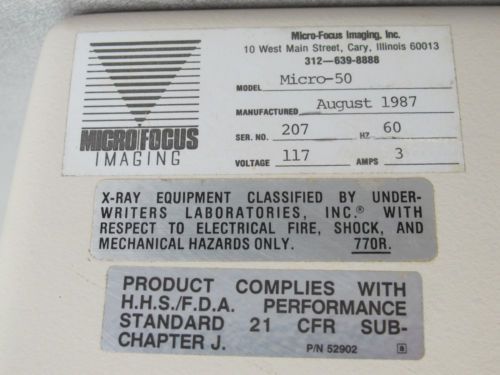 Micro-Focus Imaging, Inc.
10 West Main Street, Cary, Illinois 60013
312-639-8888
MODEL Micro-50
MANUFACTURED August 1987
SER. NO. 207 HZ 60
VOLTAGE 117 AMPS 3
MICRO FOCUS
IMAGING
X-RAY EQUIPMENT CLASSIFIED BY UNDER-
WRITERS LABORATORIES, INC.® WITH
RESPECT TO ELECTRICAL FIRE, SHOCK, AND
MECHANICAL HAZARDS ONLY. 770R.
PRODUCT COMPLIES WITH
H.H.S./F.D.A. PERFORMANCE
STANDARD 21 CFR SUB-
CHAPTER J. P/N 52902